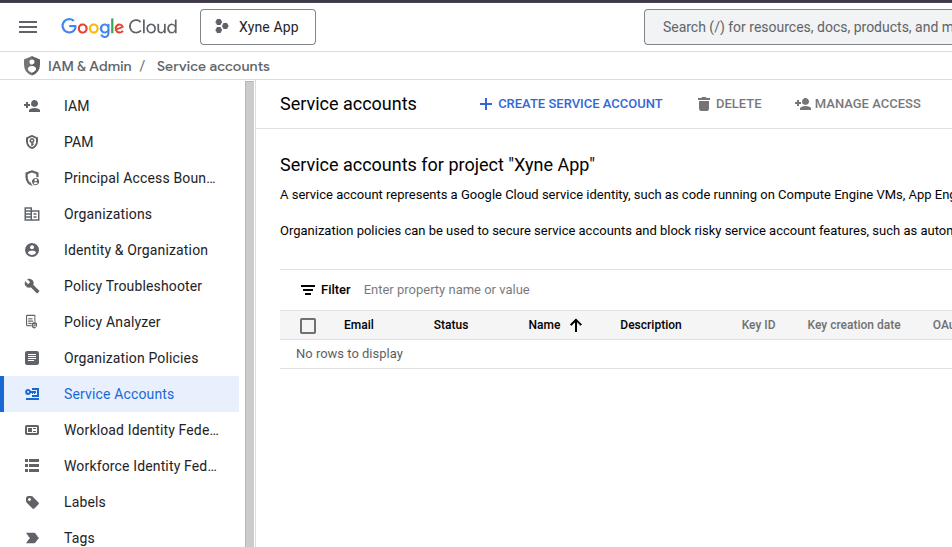 Google Cloud
Xyne App
Search (/) for resources, docs, products, and m
IAM & Admin / Service accounts
IAM
PAM
Principal Access Boun...
Organizations
Identity & Organization
Policy Troubleshooter
Policy Analyzer
Organization Policies
Service Accounts
Workload Identity Fede...
Workforce Identity Fed...
Labels
Tags
Service accounts
CREATE SERVICE ACCOUNT
DELETE
MANAGE ACCESS
Service accounts for project "Xyne App"
A service account represents a Google Cloud service identity, such as code running on Compute Engine VMs, App Eng
Organization policies can be used to secure service accounts and block risky service account features, such as autom
Filter Enter property name or value
Email Status Name Description Key ID Key creation date OAu
No rows to display